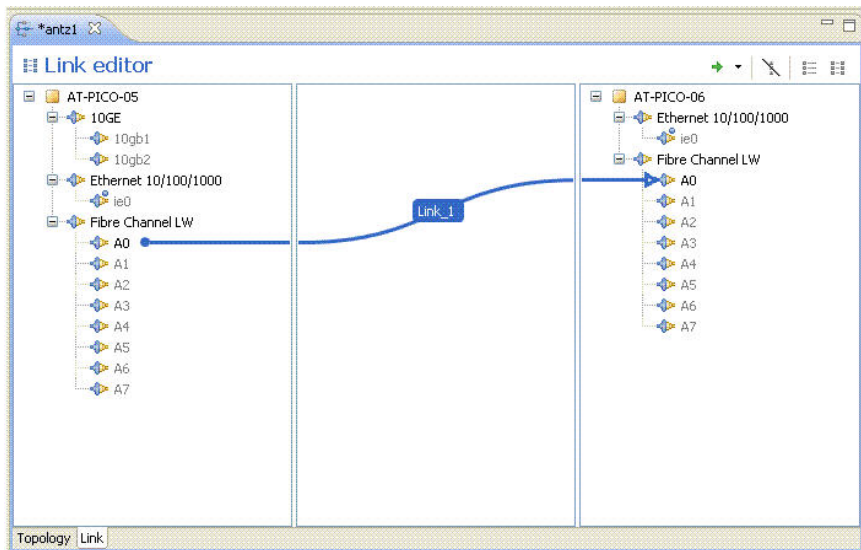 *antz1
Link editor
AT-PICO-05
10GE
10gb1
10gb2
Ethernet 10/100/1000
ie0
Fibre Channel LW
A0
A1
A2
A3
A4
A5
A6
A7
Link_1
AT-PICO-06
Ethernet 10/100/1000
ie0
Fibre Channel LW
A0
A1
A2
A3
A4
A5
A6
A7
Topology Link